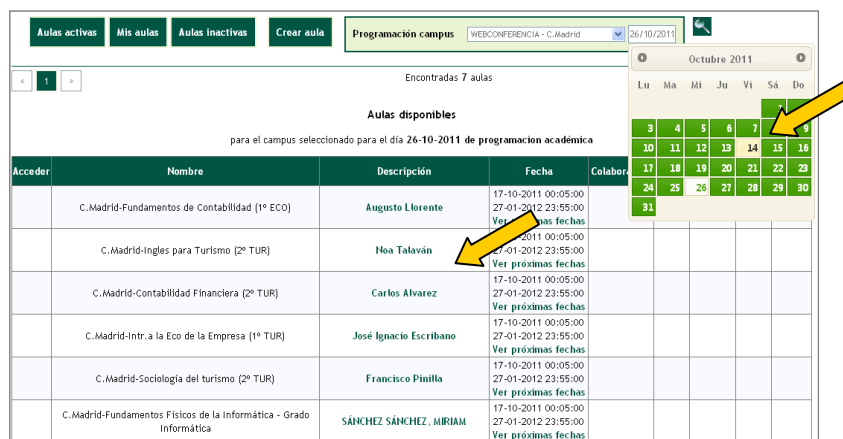 Aulas activas Mis aulas Aulas inactivas Crear aula Programación campus WEBCONFERENCIA - C.Madrid 26/10/2011
Octubre 2011
Lu Ma Mi Ju Vi Sá Do
1
3 4 5 6 7 9
10 11 12 13 14 15 16
17 18 19 20 21 22 23
24 25 26 27 28 29 30
31
« 1 »
Encontradas 7 aulas
Aulas disponibles
para el campus seleccionado para el día 26-10-2011 de programacion académica
Acceder Nombre Descripción Fecha
C.Madrid-Fundamentos de Contabilidad (1º ECO) Augusto Llorente 17-10-2011 00:05:00
27-01-2012 23:55:00
Ver próximas fechas
C.Madrid-Ingles para Turismo (2º TUR) Noa Talaván 00:05:00
27-01-2012 23:55:00
Ver próximas fechas
C.Madrid-Contabilidad Financiera (2º TUR) Carlos Alvarez 17-10-2011 00:05:00
27-01-2012 23:55:00
Ver próximas fechas
C.Madrid-Intr.a la Eco de la Empresa (1º TUR) José Ignacio Escribano 17-10-2011 00:05:00
27-01-2012 23:55:00
Ver próximas fechas
C.Madrid-Sociología del turismo (2º TUR) Francisco Pinilla 17-10-2011 00:05:00
27-01-2012 23:55:00
Ver próximas fechas
C.Madrid-Fundamentos Físicos de la Informática - Grado
Informática SÁNCHEZ SÁNCHEZ, MIRIAM 17-10-2011 00:05:00
27-01-2012 23:55:00
Ver próximas fechas